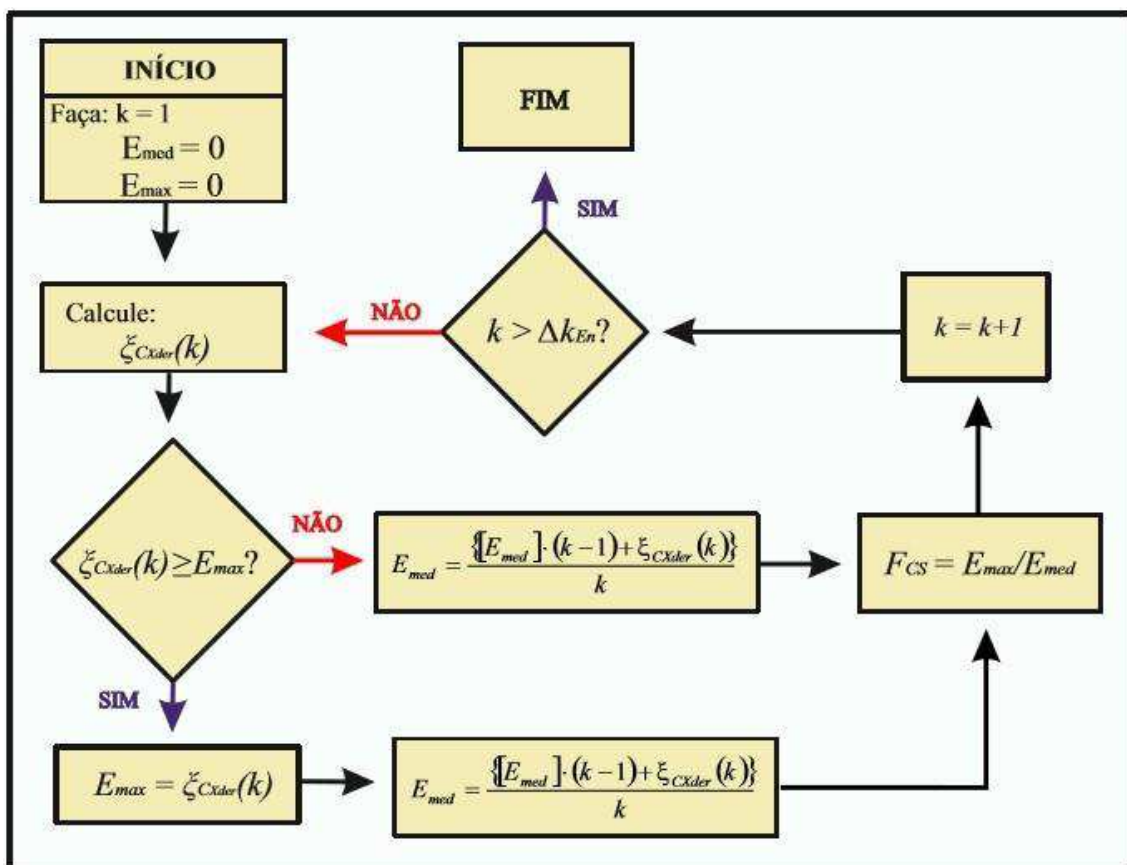 INÍCIO
Faça: k = 1
E_med = 0
E_max = 0
Calcule:
ξ_CXder(k)
ξ_CXder(k) ≥ E_max?
SIM
E_max = ξ_CXder(k)
E_med = {[E_med]·(k−1)+ξ_CXder(k)} / k
NÃO
E_med = {[E_med]·(k−1)+ξ_CXder(k)} / k
F_CS = E_max/E_med
k = k+1
k > Δk_En?
NÃO
SIM
FIM